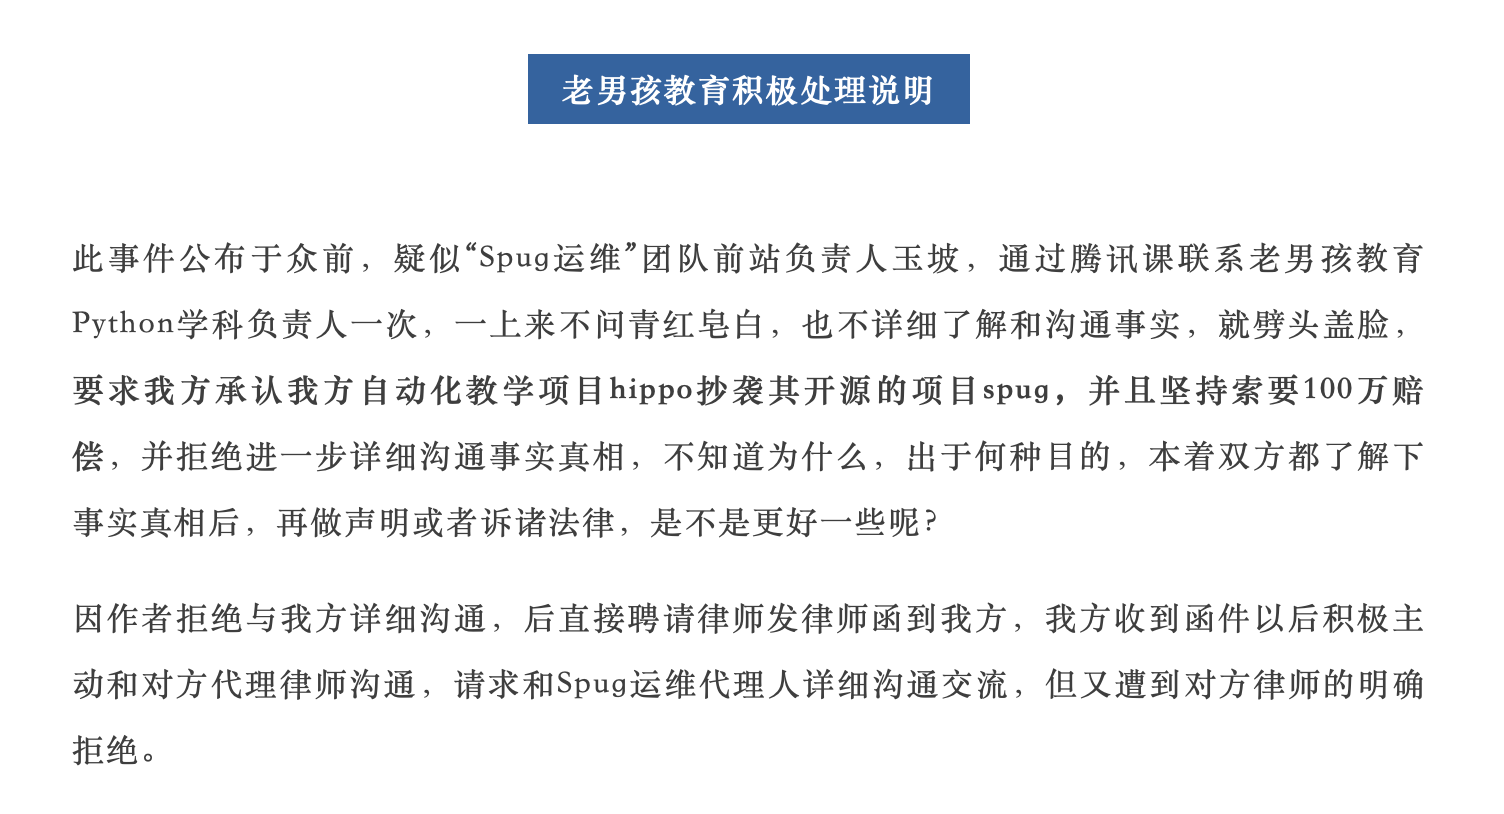 老男孩教育积极处理说明
此事件公布于众前，疑似“Spug运维”团队前站负责人玉坡，通过腾讯课联系老男孩教育
Python学科负责人一次，一上来不问青红皂白，也不详细了解和沟通事实，就劈头盖脸，
要求我方承认我方自动化教学项目hippo抄袭其开源的项目spug，并且坚持索要100万赔
偿，并拒绝进一步详细沟通事实真相，不知道为什么，出于何种目的，本着双方都了解下
事实真相后，再做声明或者诉诸法律，是不是更好一些呢？
因作者拒绝与我方详细沟通，后直接聘请律师发律师函到我方，我方收到函件以后积极主
动和对方代理律师沟通，请求和Spug运维代理人详细沟通交流，但又遭到对方律师的明确
拒绝。